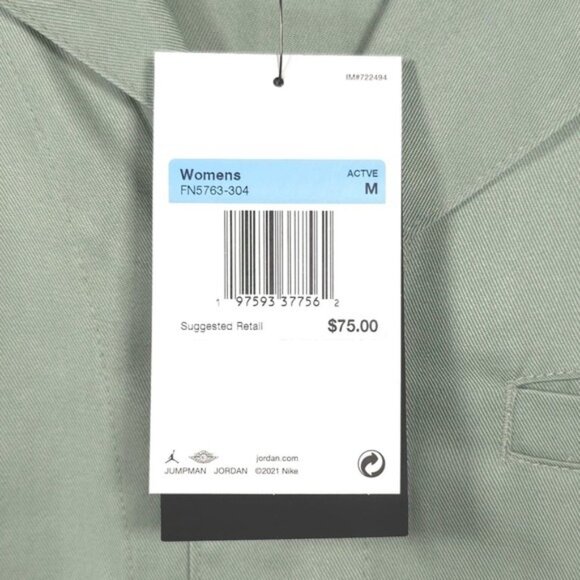 IM#722494
Womens ACTVE
FN5763-304 M
1 97593 37756 2
Suggested Retail $75.00
jordan.com
JUMPMAN JORDAN ©2021 Nike